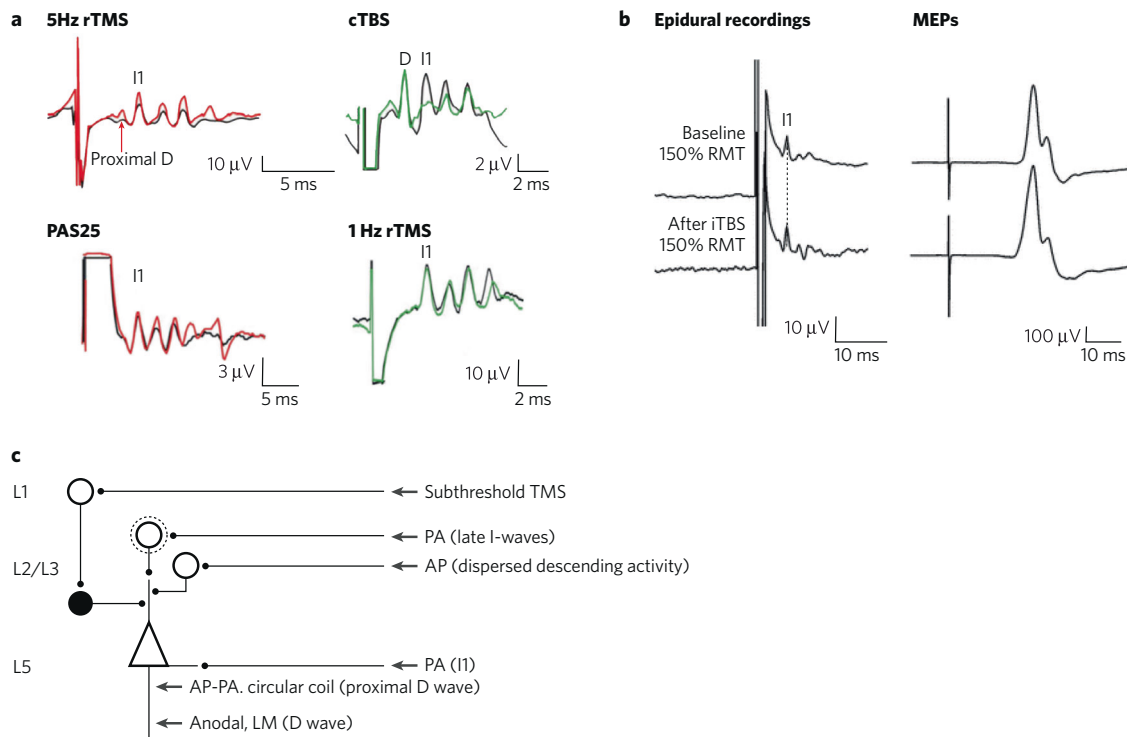 a
5Hz rTMS
I1
Proximal D
10 µV
5 ms
cTBS
D I1
2 µV
2 ms
PAS25
I1
3 µV
5 ms
1 Hz rTMS
I1
10 µV
2 ms
b
Epidural recordings
MEPs
I1
Baseline
150% RMT
After iTBS
150% RMT
10 µV
10 ms
100 µV
10 ms
c
L1
Subthreshold TMS
PA (late I-waves)
L2/L3
AP (dispersed descending activity)
L5
PA (I1)
AP-PA. circular coil (proximal D wave)
Anodal, LM (D wave)